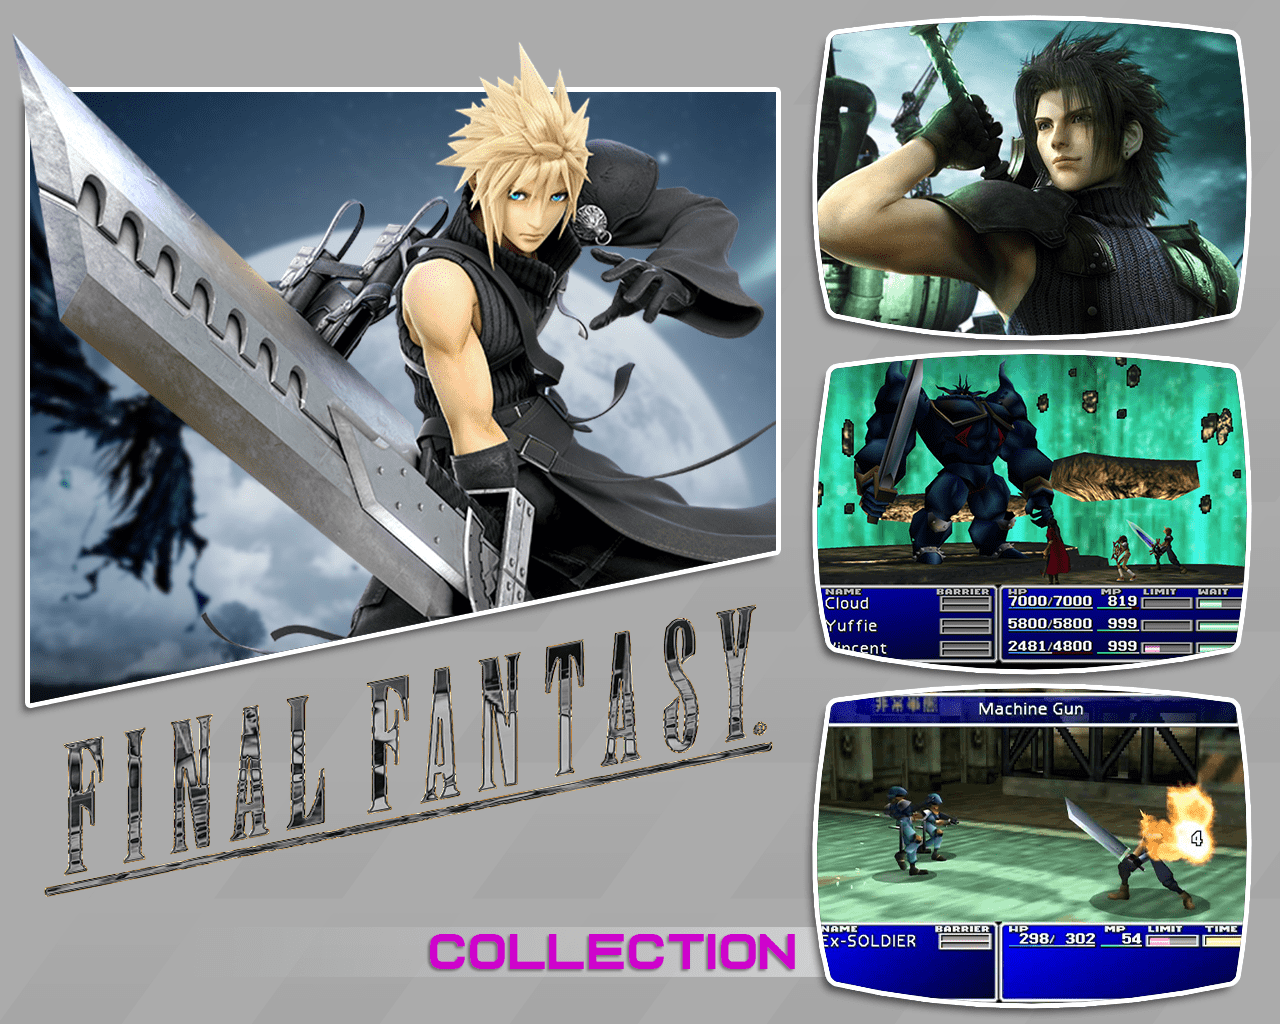 FINAL FANTASY®
COLLECTION
NAME BARRIER HP MP LIMIT WAIT
Cloud 7000/7000 819
Yuffie 5800/5800 999
Vincent 2481/4800 999
Machine Gun
4
NAME BARRIER HP MP LIMIT TIME
Ex-SOLDIER 298/ 302 54